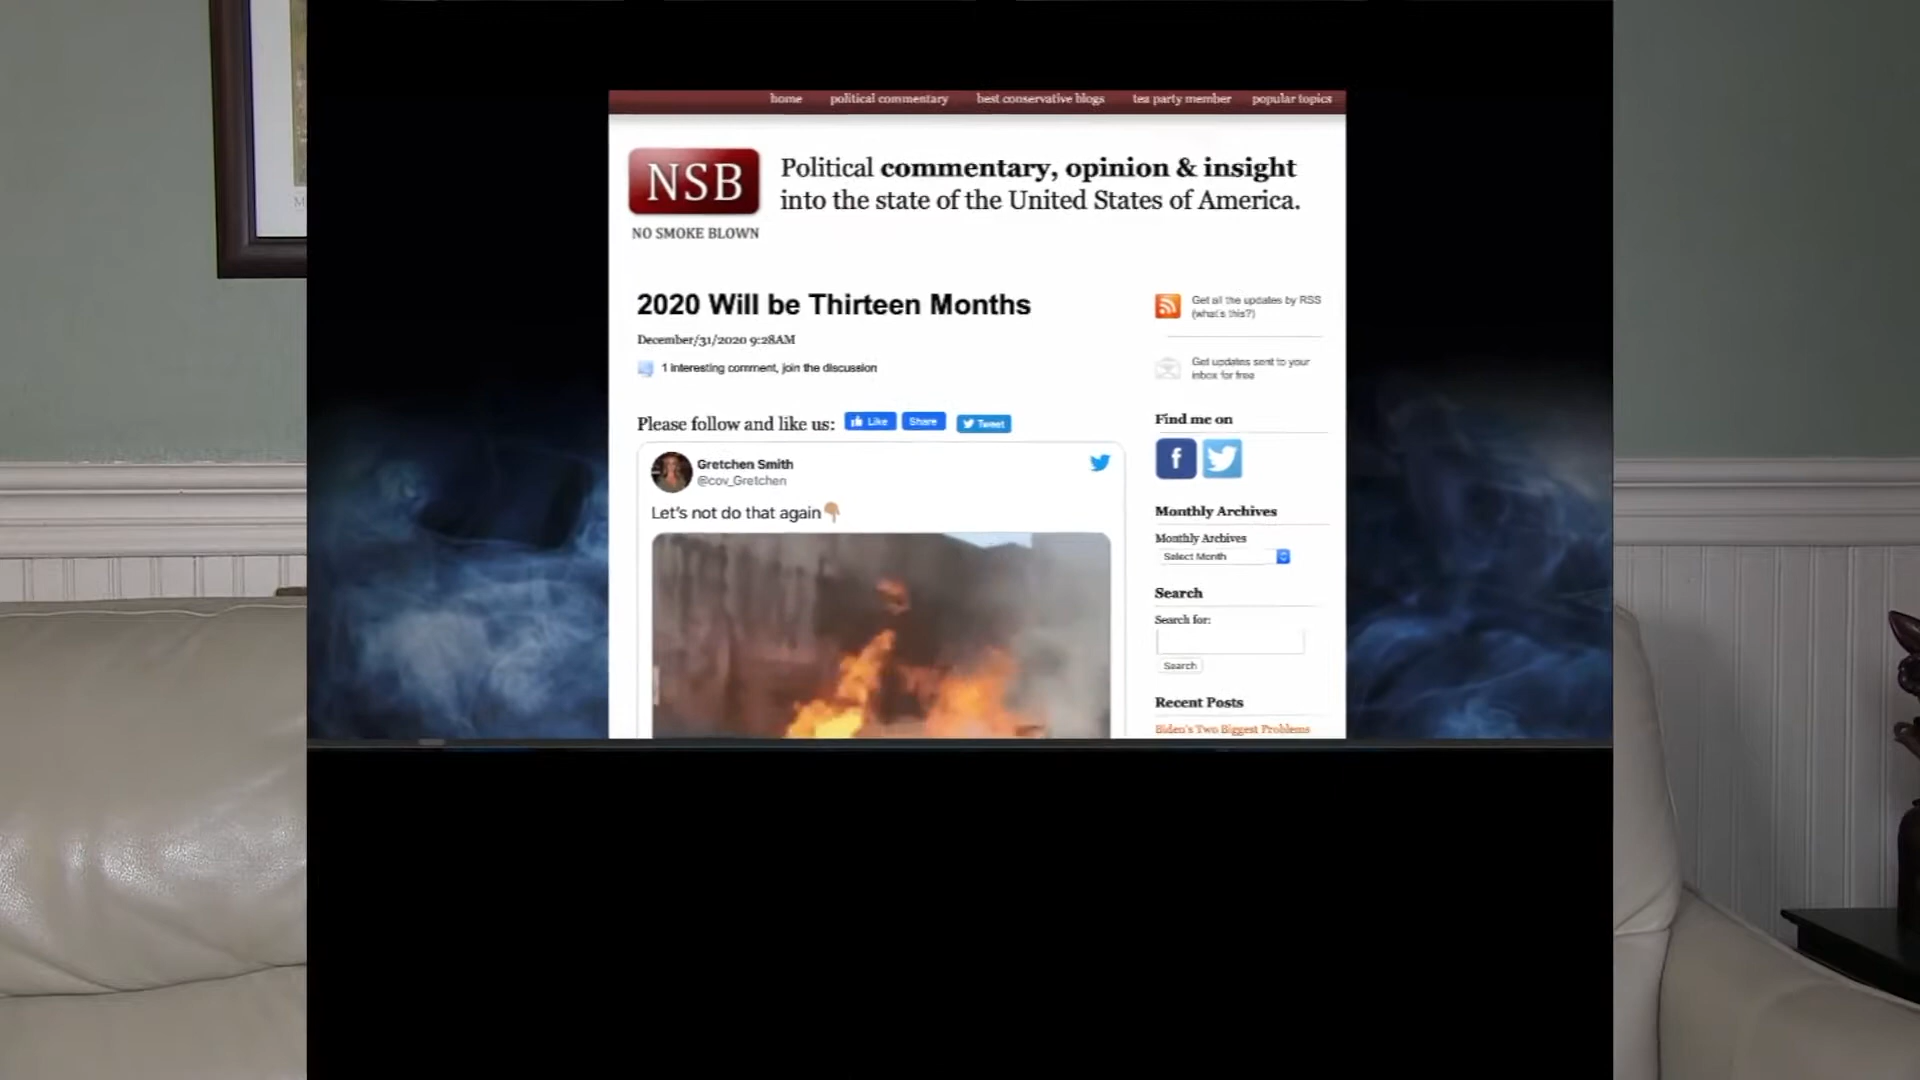 home political commentary best conservative blogs tea party member popular topics
NSB
NO SMOKE BLOWN
Political commentary, opinion & insight
into the state of the United States of America.
2020 Will be Thirteen Months
December/31/2020 9:28AM
1 interesting comment, join the discussion
Please follow and like us: Like Share Tweet
Gretchen Smith
@cov_Gretchen
Let's not do that again
Get all the updates by RSS
(what's this?)
Get updates sent to your
inbox for free
Find me on
Monthly Archives
Monthly Archives
Select Month
Search
Search for:
Search
Recent Posts
Biden's Two Biggest Problems